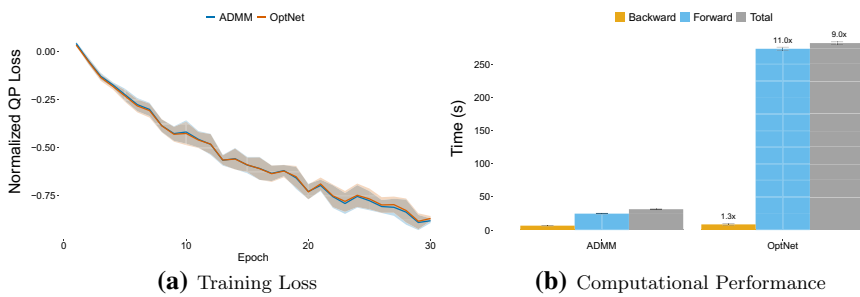 ADMM OptNet
Normalized QP Loss
0.00
-0.25
-0.50
-0.75
0 10 20 30
Epoch
(a) Training Loss
Backward Forward Total
Time (s)
250
200
150
100
50
0
11.0x 9.0x
1.3x
ADMM OptNet
(b) Computational Performance